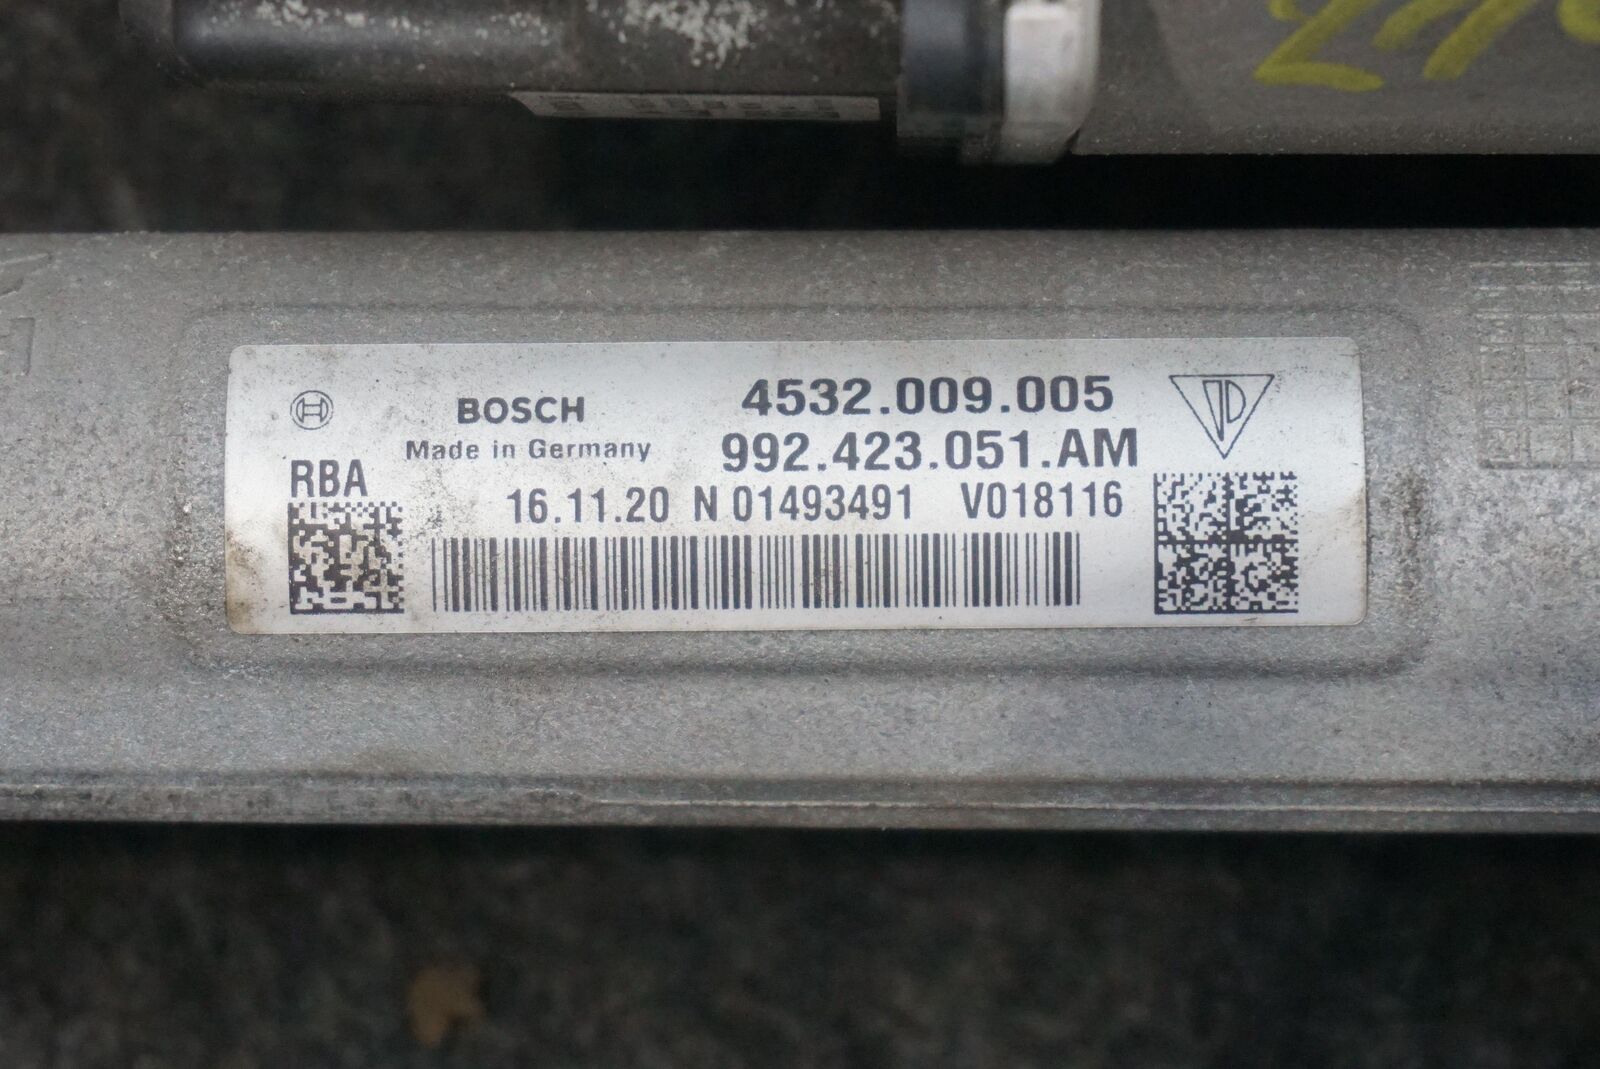 BOSCH
Made in Germany
4532.009.005
992.423.051.AM
RBA
16.11.20 N 01493491 V018116